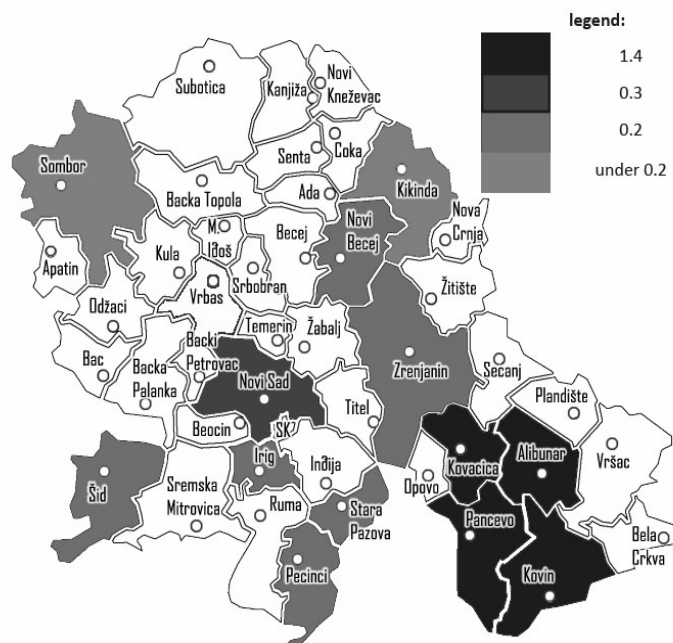 legend:
1.4
0.3
0.2
under 0.2
Subotica
Kanjiža
Novi
Kneževac
Senta
Coka
Sombor
Backa Topola
Ada
Kikinda
Novi
Becej
Nova
Crnja
Apatin
Kula
M.
Iđoš
Becej
Srbobran
Vrbas
Žitište
Odžaci
Temerin
Žabalj
Zrenjanin
Secanj
Bac
Backa
Palanka
Backi
Petrovac
Novi Sad
Titel
Plandište
Beocin
SK
Kovacica
Alibunar
Vršac
Šid
Sremska
Mitrovica
Irig
Inđija
Opovo
Ruma
Stara
Pazova
Pancevo
Bela
Crkva
Pecinci
Kovin